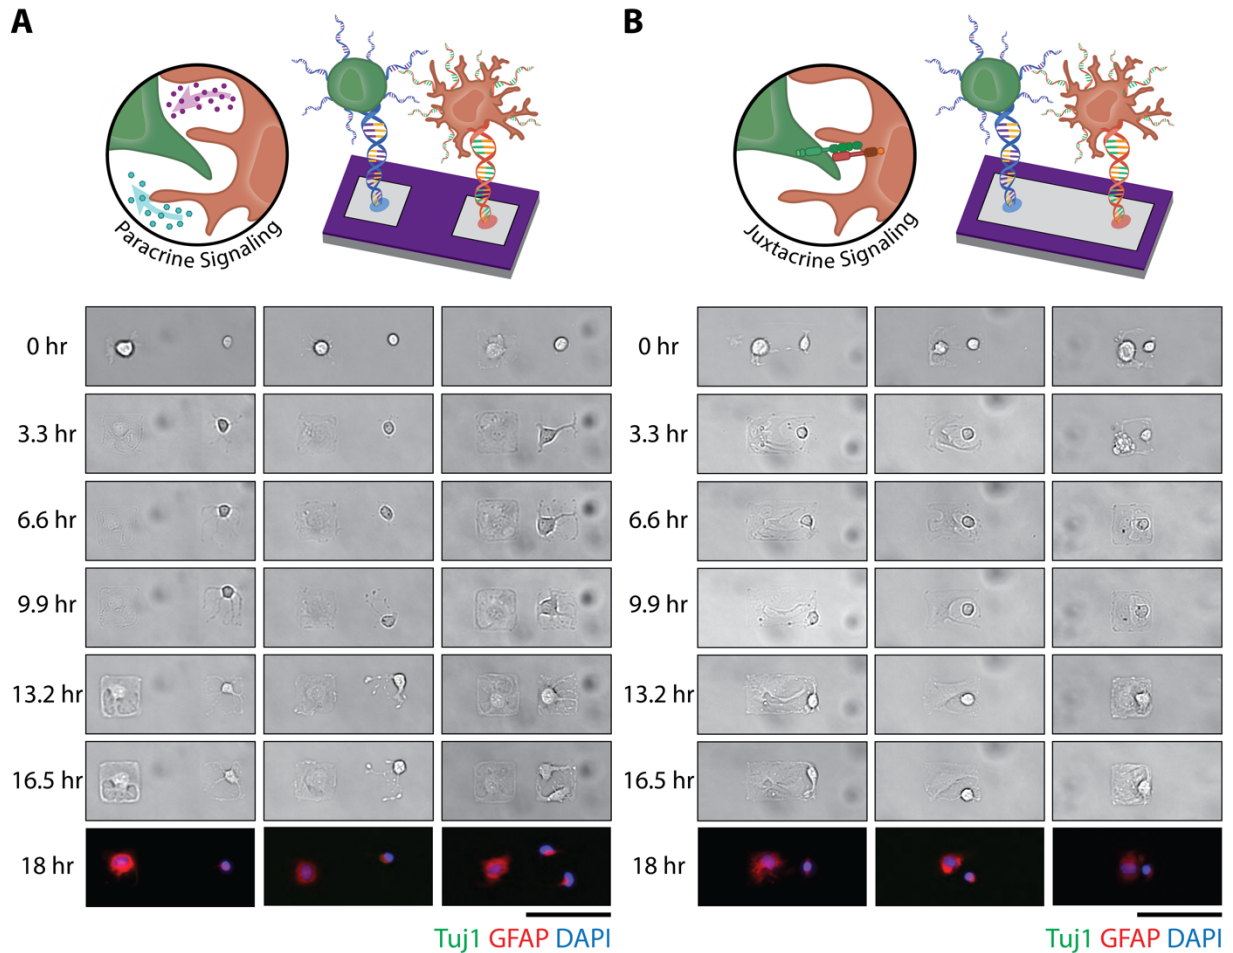 A
Paracrine Signaling
0 hr
3.3 hr
6.6 hr
9.9 hr
13.2 hr
16.5 hr
18 hr
Tuj1 GFAP DAPI
B
Juxtacrine Signaling
0 hr
3.3 hr
6.6 hr
9.9 hr
13.2 hr
16.5 hr
18 hr
Tuj1 GFAP DAPI